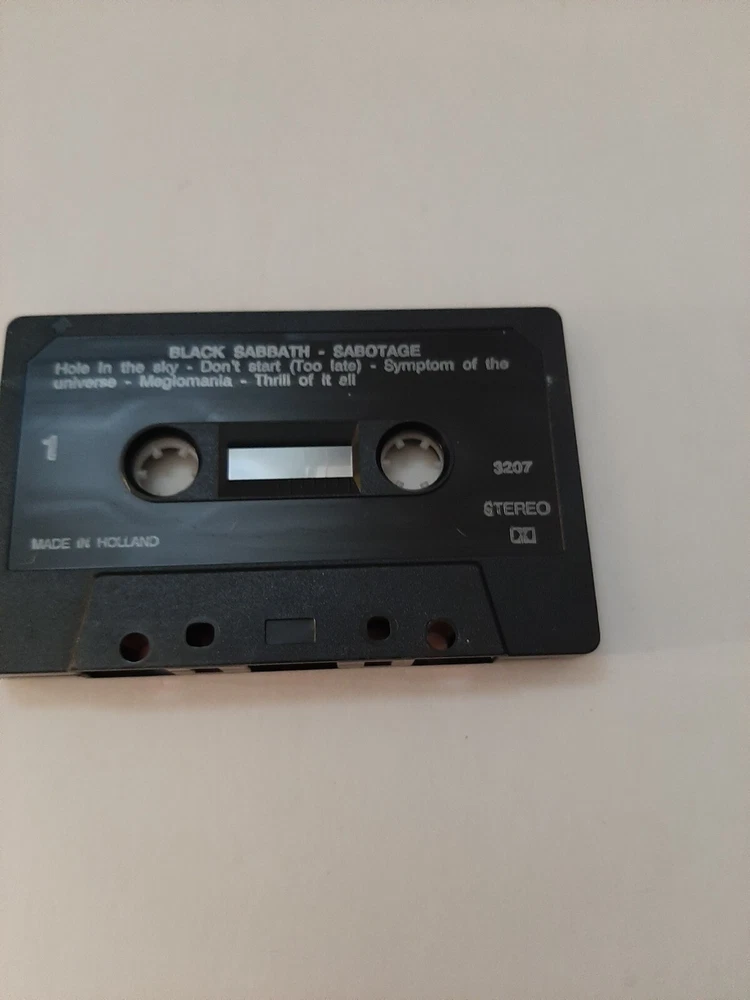 BLACK SABBATH - SABOTAGE
Hole in the sky - Don't start (Too late) - Symptom of the
universe - Meglomania - Thrill of it all
1
3207
STEREO
MADE IN HOLLAND